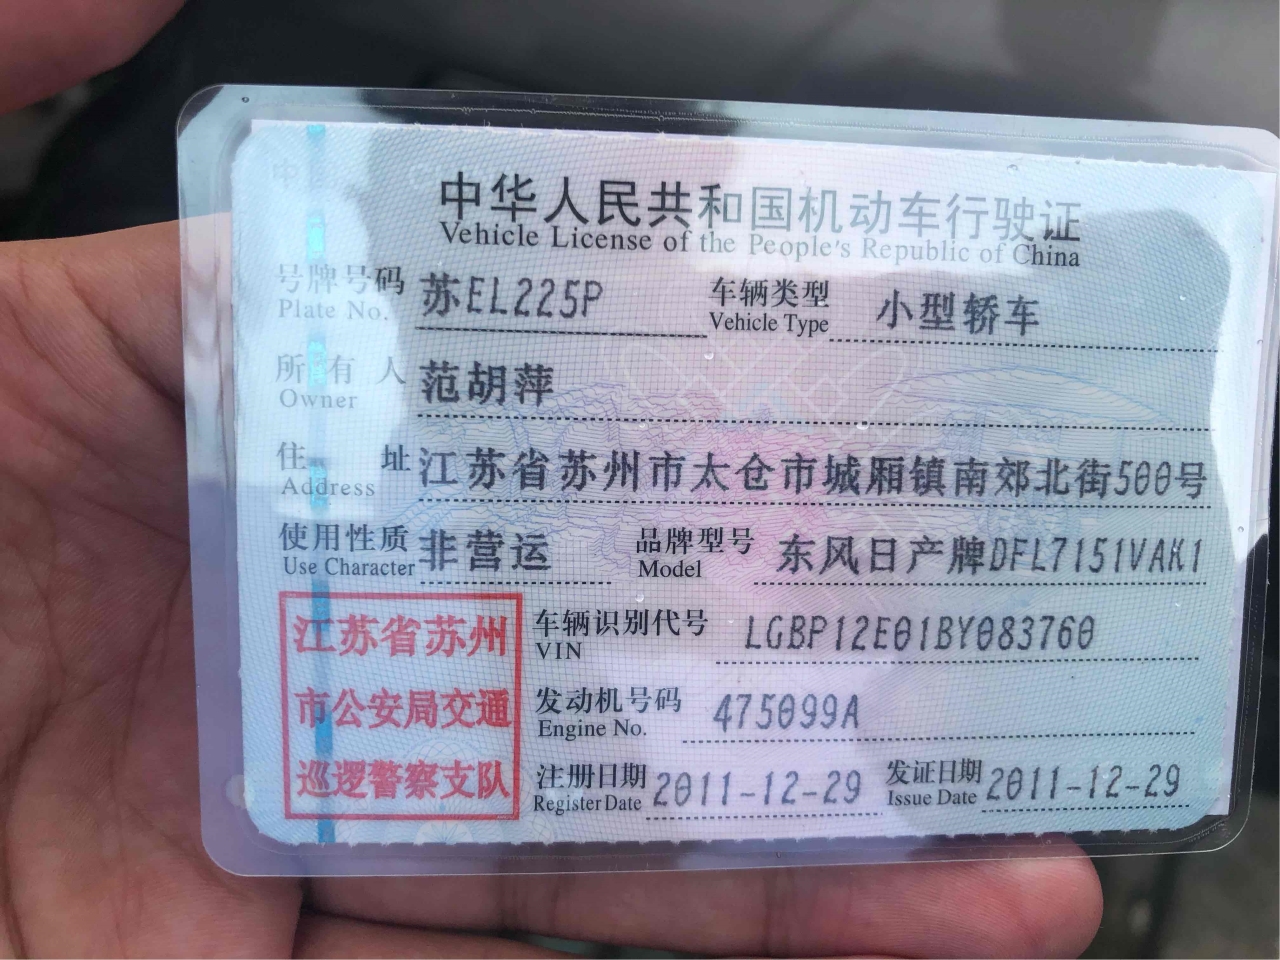 中华人民共和国机动车行驶证
Vehicle License of the People's Republic of China
号牌号码 苏EL225P 车辆类型 小型轿车
Plate No. Vehicle Type
所有人 范胡萍
Owner
住址 江苏省苏州市太仓市城厢镇南郊北街500号
Address
使用性质 非营运 品牌型号 东风日产牌DFL7151VAK1
Use Character Model
江苏省苏州
市公安局交通
巡逻警察支队
车辆识别代号 LGBP12E01BY083760
VIN
发动机号码 475099A
Engine No.
注册日期 2011-12-29 发证日期 2011-12-29
Register Date Issue Date